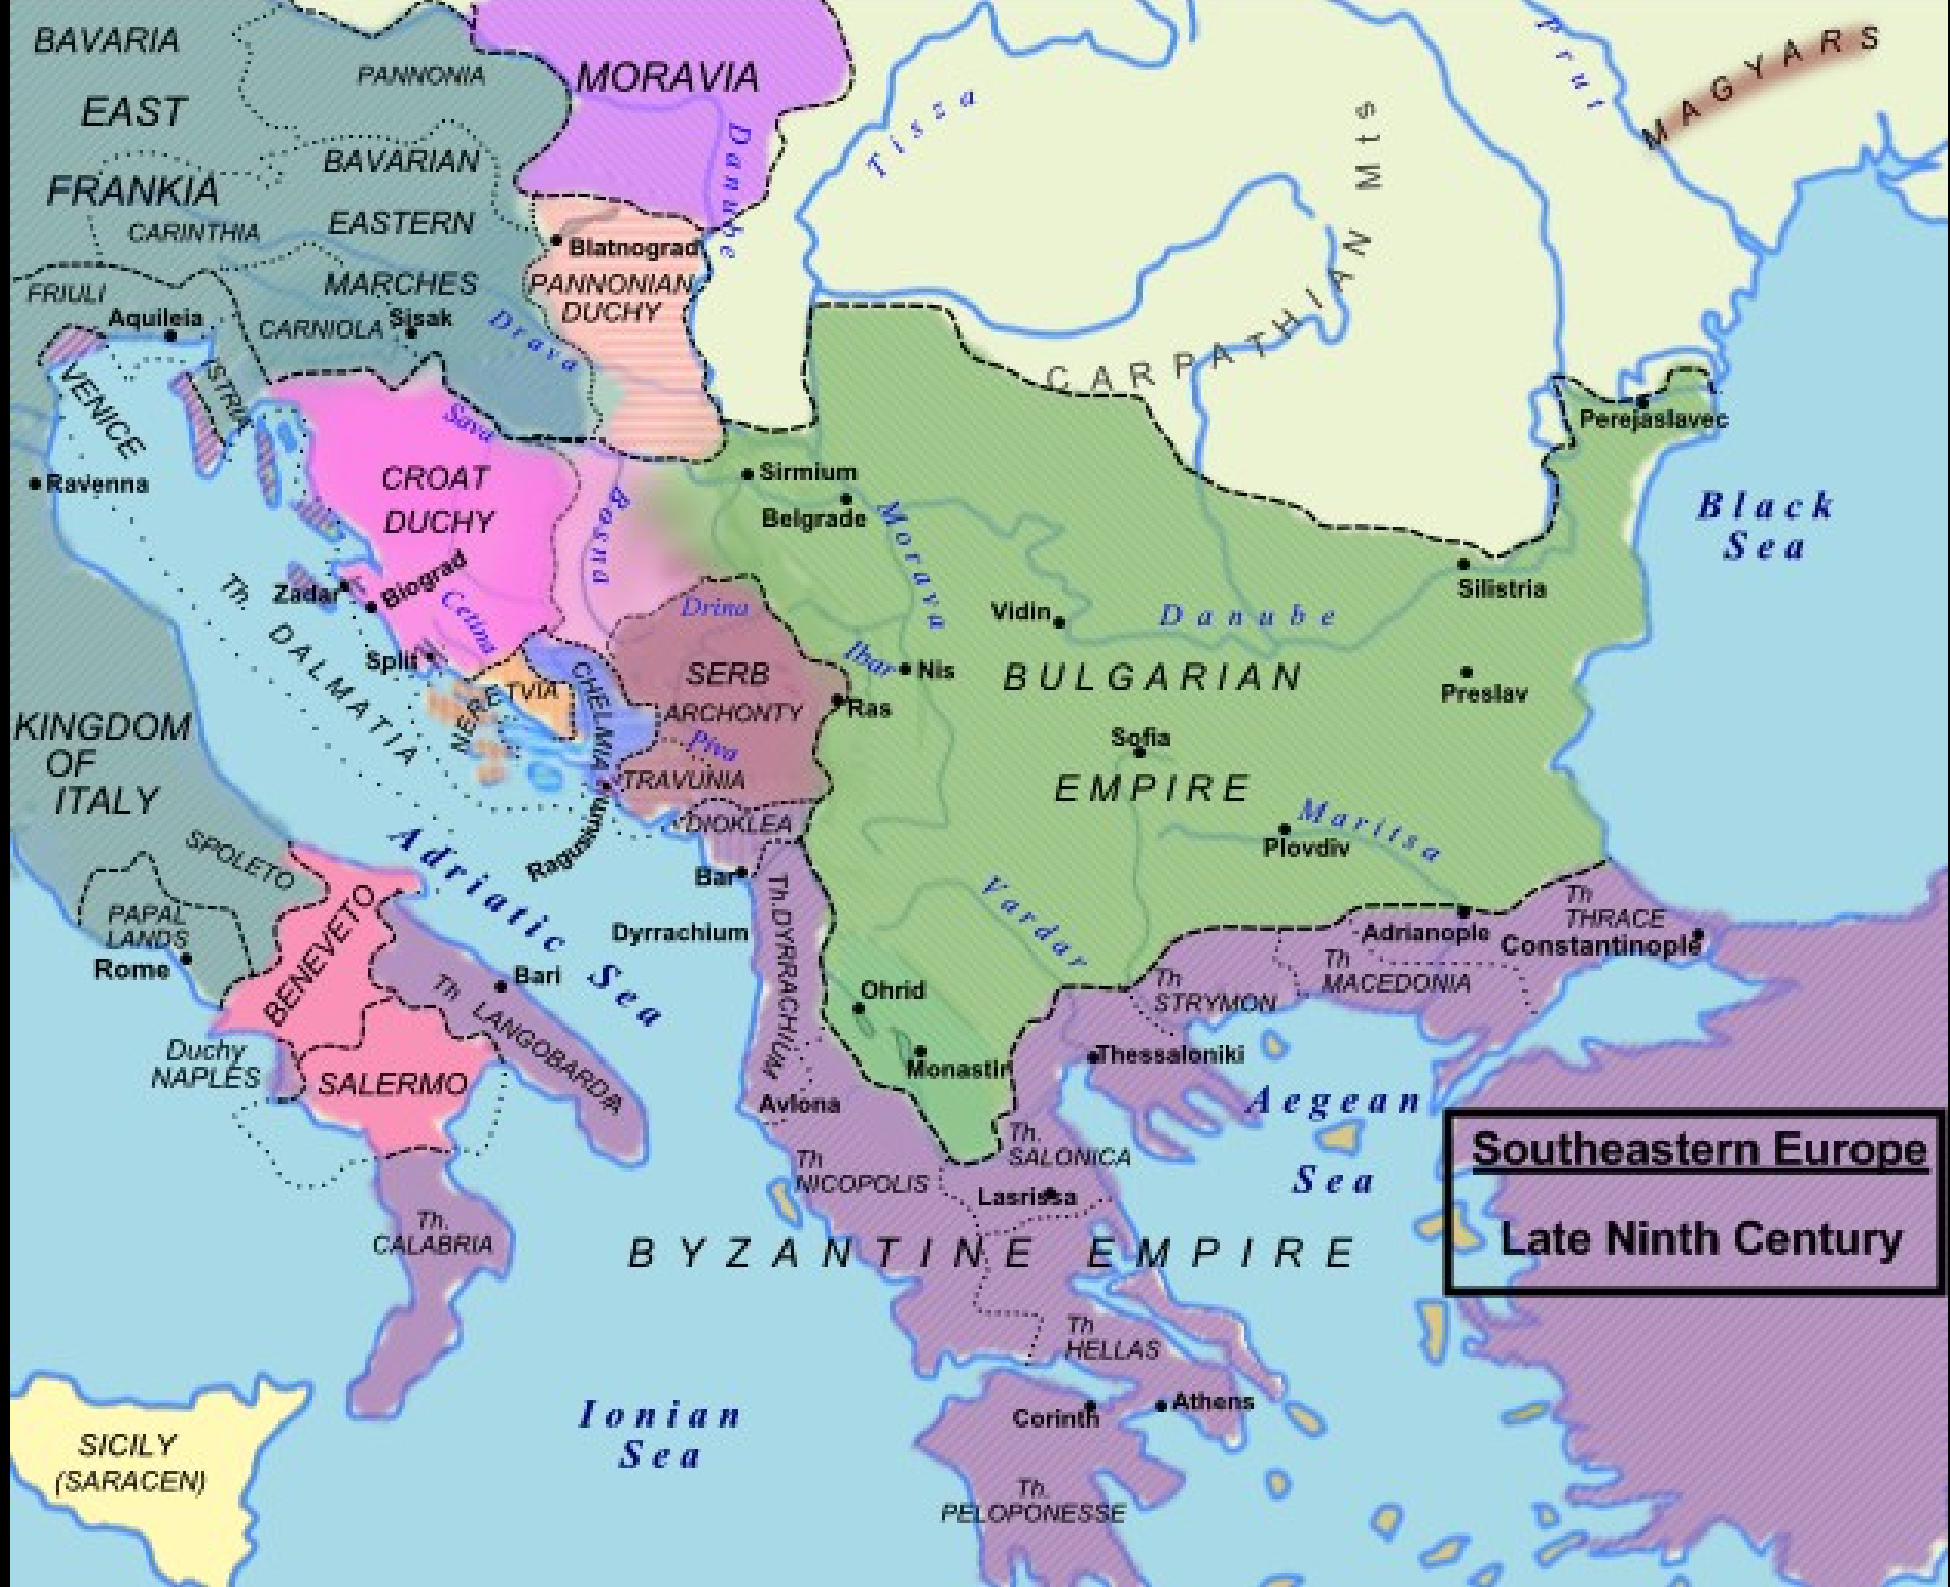 BAVARIA
PANNONIA
MORAVIA
EAST
BAVARIAN
FRANKIA
CARINTHIA
EASTERN
MARCHES
FRIULI
Aquileia
CARNIOLA
Sisak
Drava
ISTRIA
VENICE
Ravenna
Danube
Blatnograd
PANNONIAN
DUCHY
Tisza
CARPATHIAN Mts
Prut
MAGYARS
Perejaslavec
Black
Sea
Sava
CROAT
DUCHY
Bosna
Sirmium
Belgrade
Morava
Silistria
Vidin
Danube
Zadar
Biograd
Cetina
Th. DALMATIA
Split
Drina
Ibar
Nis
SERB
ARCHONTY
Ras
BULGARIAN
Preslav
NERETVIA
CHELMIA
Piva
TRAVUNIA
Sofia
EMPIRE
KINGDOM
OF
ITALY
DIOKLEA
Maritsa
Plovdiv
Ragusium
Adriatic Sea
SPOLETO
Bar
Th. DYRRACHIUM
Vardar
PAPAL
LANDS
Rome
BENEVETO
Dyrrachium
Adrianople
Th
THRACE
Constantinople
Th
MACEDONIA
Th
STRYMON
Bari
Th LANGOBARDA
Ohrid
Monastir
Thessaloniki
Duchy
NAPLES
SALERMO
Avlona
Aegean
Sea
Th.
SALONICA
Th
NICOPOLIS
Lasrissa
Southeastern Europe
Late Ninth Century
Th.
CALABRIA
BYZANTINE EMPIRE
Th
HELLAS
Corinth
Athens
Ionian
Sea
SICILY
(SARACEN)
Th.
PELOPONESSE